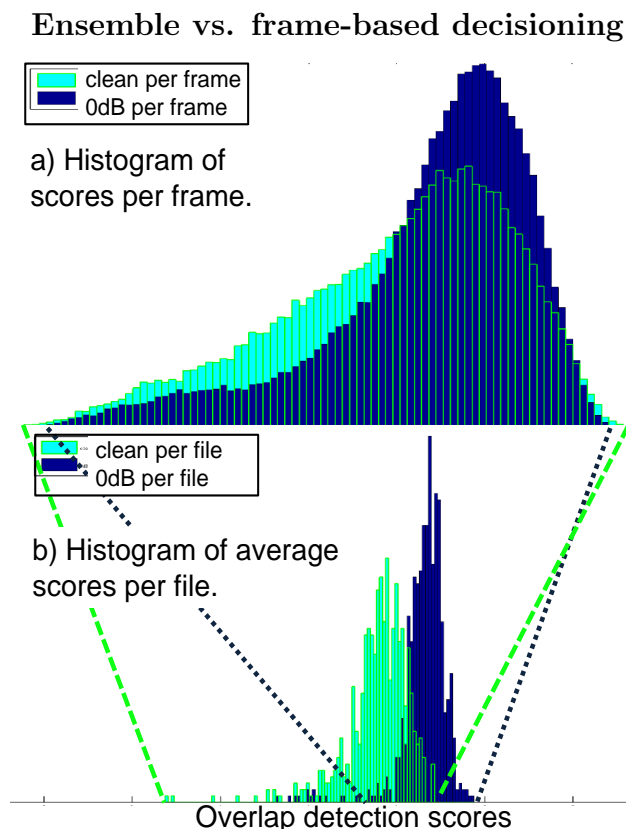 Ensemble vs. frame-based decisioning
clean per frame
0dB per frame
a) Histogram of
scores per frame.
clean per file
0dB per file
b) Histogram of average
scores per file.
Overlap detection scores